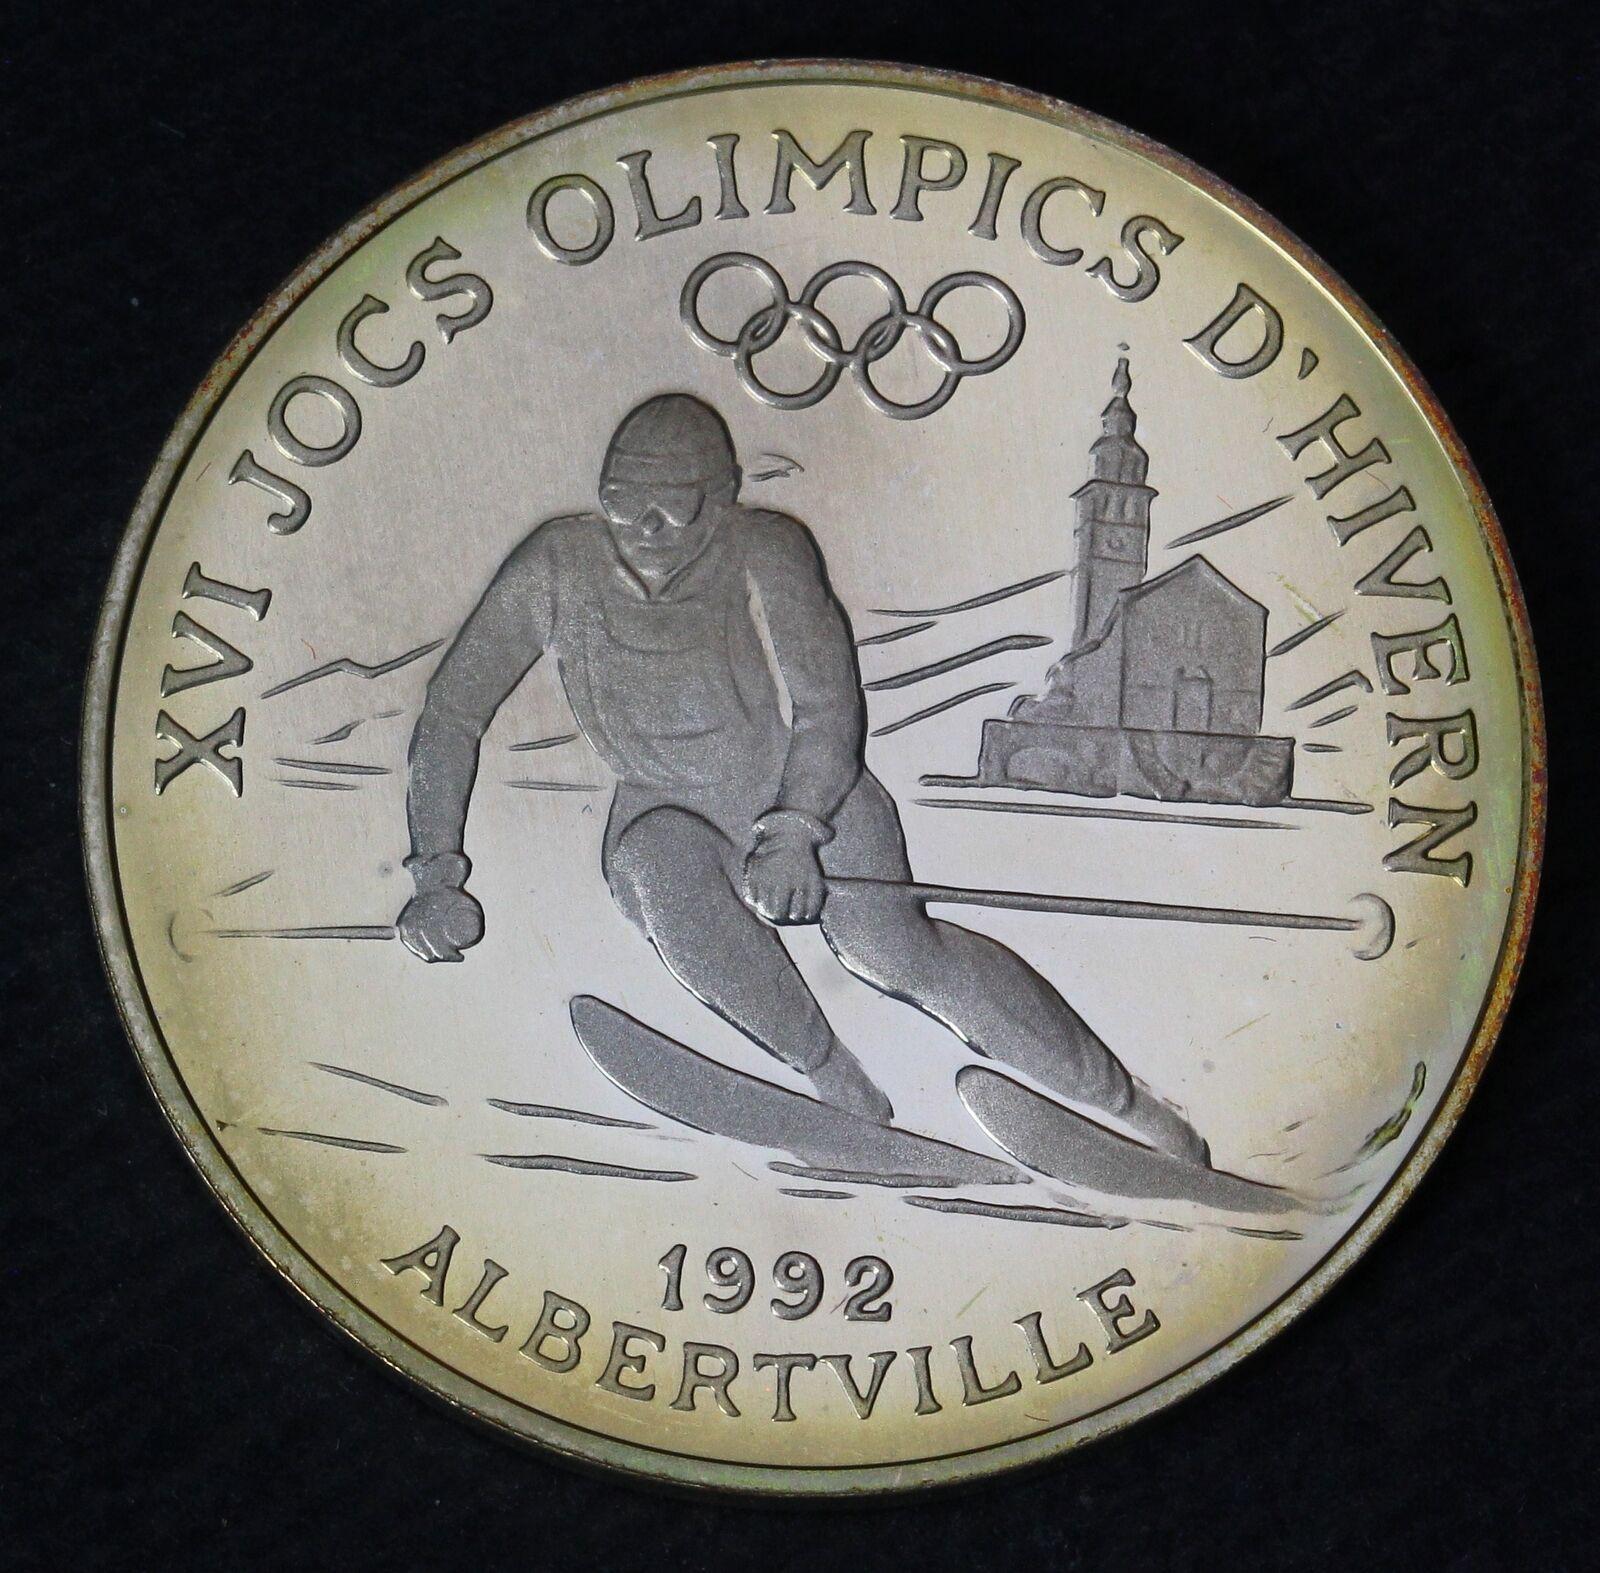 XVI JOCS OLIMPICS D'HIVERN
1992
ALBERTVILLE